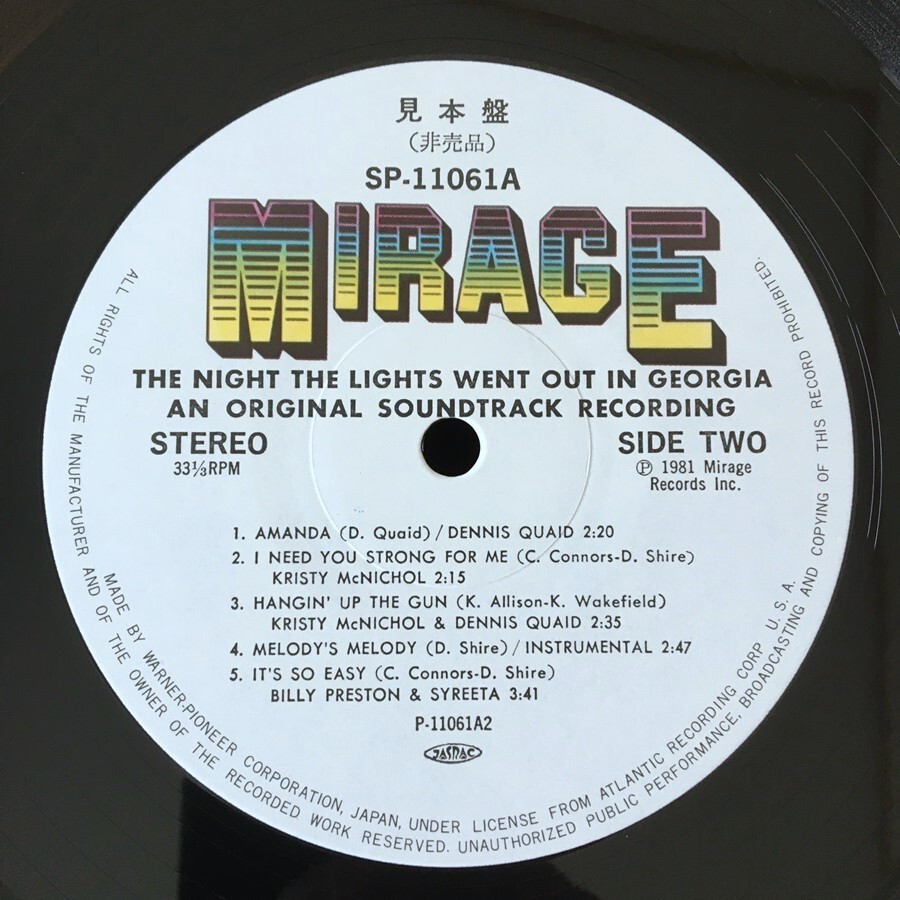 見本盤
(非売品)
SP-11061A
MIRAGE
THE NIGHT THE LIGHTS WENT OUT IN GEORGIA
AN ORIGINAL SOUNDTRACK RECORDING
STEREO
33⅓RPM
SIDE TWO
Ⓟ 1981 Mirage
Records Inc.
1. AMANDA (D. Quaid)/DENNIS QUAID 2:20
2. I NEED YOU STRONG FOR ME (C. Connors-D. Shire)
KRISTY McNICHOL 2:15
3. HANGIN' UP THE GUN (K. Allison-K. Wakefield)
KRISTY McNICHOL & DENNIS QUAID 2:35
4. MELODY'S MELODY (D. Shire)/INSTRUMENTAL 2:47
5. IT'S SO EASY (C. Connors-D. Shire)
BILLY PRESTON & SYREETA 3:41
P-11061A2
JASRAC
MADE BY WARNER-PIONEER CORPORATION, JAPAN, UNDER LICENSE FROM ATLANTIC RECORDING CORP. U. S. A.
ALL RIGHTS OF THE MANUFACTURER AND OF THE OWNER OF THE RECORDED WORK RESERVED. UNAUTHORIZED PUBLIC PERFORMANCE, BROADCASTING AND COPYING OF THIS RECORD PROHIBITED.